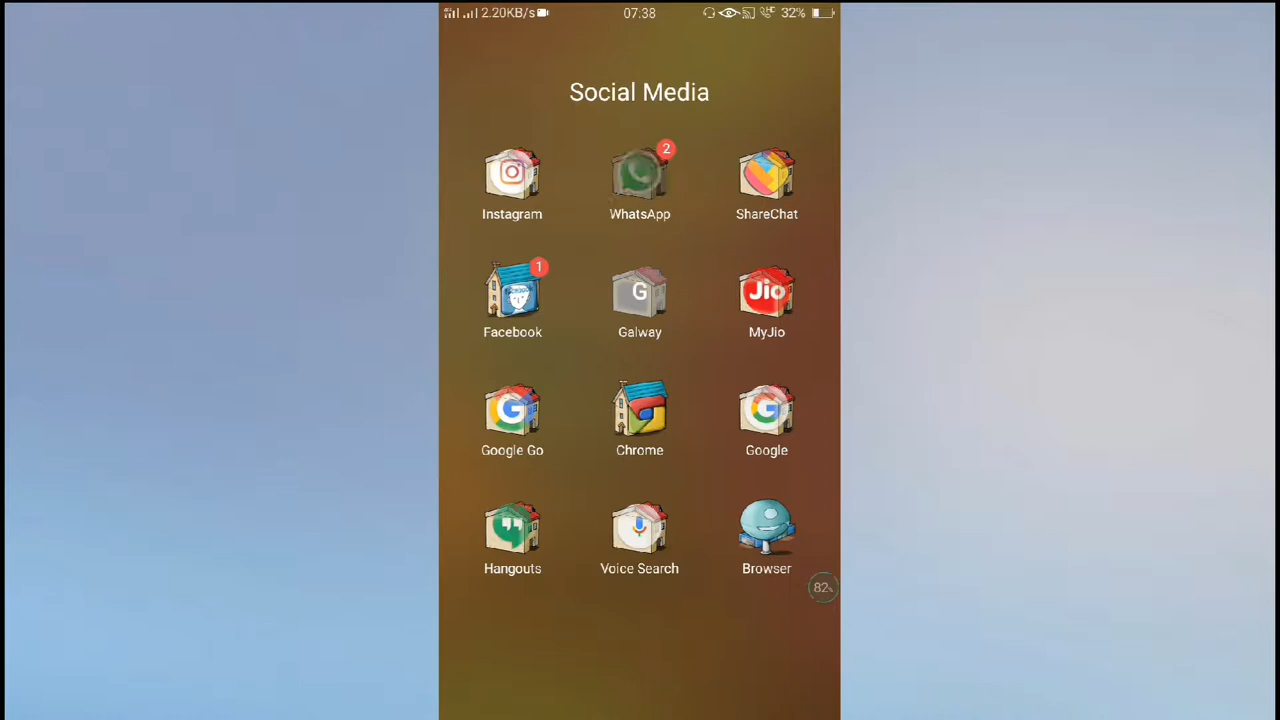 2.20KB/s 07:38 32%
Social Media
2
Instagram WhatsApp ShareChat
1
G Jio
Facebook Galway MyJio
Google Go Chrome Google
Hangouts Voice Search Browser
82%